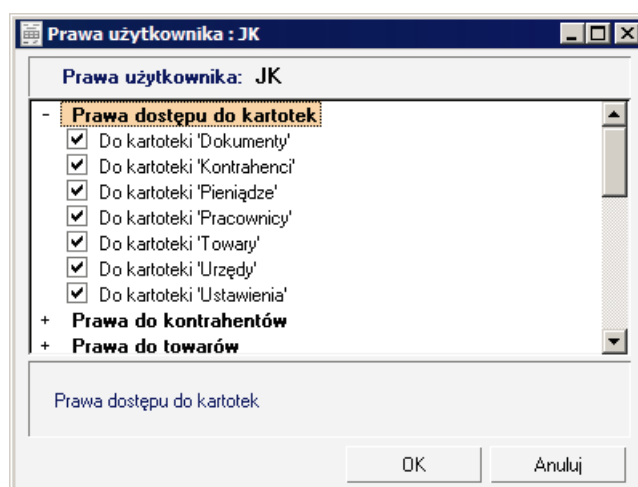 Prawa użytkownika : JK
Prawa użytkownika: JK
- Prawa dostępu do kartotek
Do kartoteki 'Dokumenty'
Do kartoteki 'Kontrahenci'
Do kartoteki 'Pieniądze'
Do kartoteki 'Pracownicy'
Do kartoteki 'Towary'
Do kartoteki 'Urzędy'
Do kartoteki 'Ustawienia'
+ Prawa do kontrahentów
+ Prawa do towarów
Prawa dostępu do kartotek
OK Anuluj